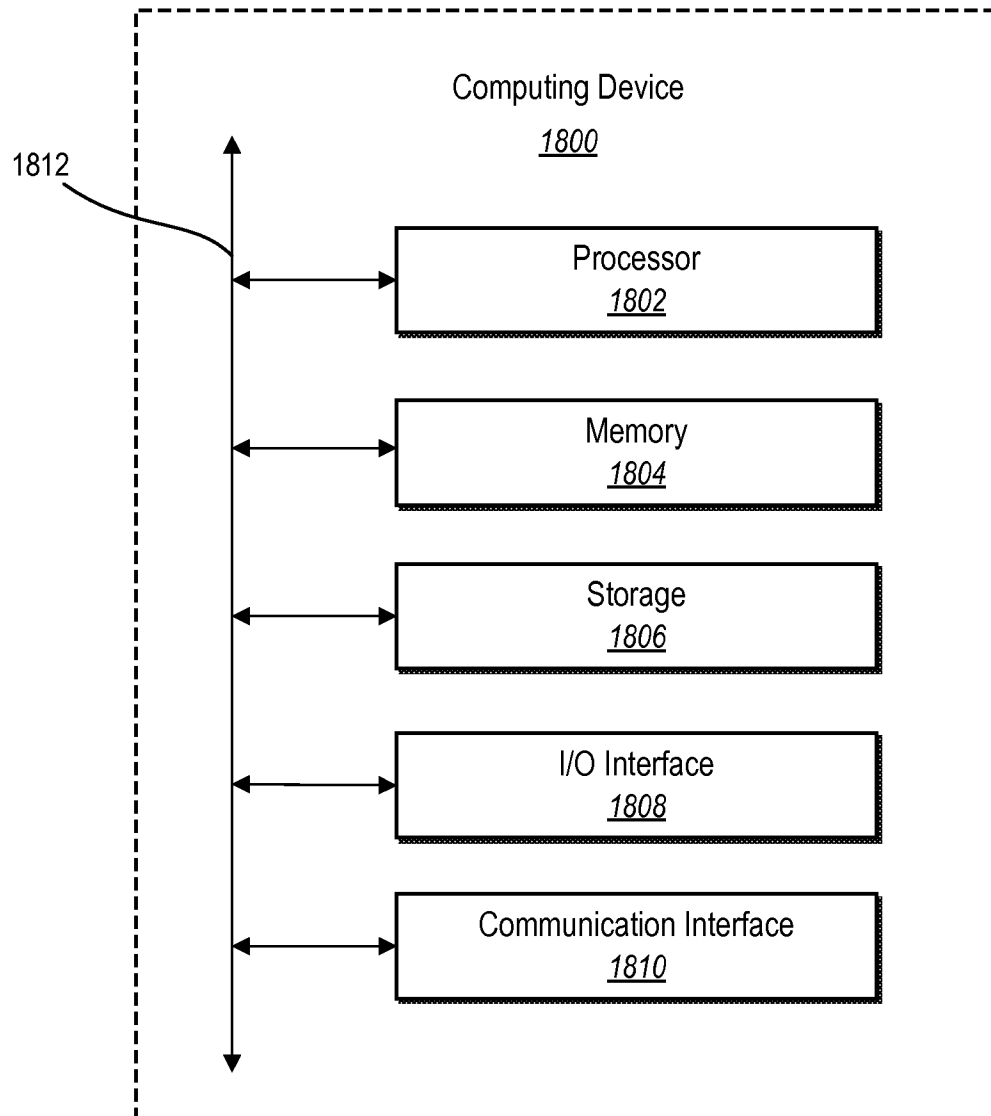 Computing Device
1800
1812
Processor
1802
Memory
1804
Storage
1806
I/O Interface
1808
Communication Interface
1810